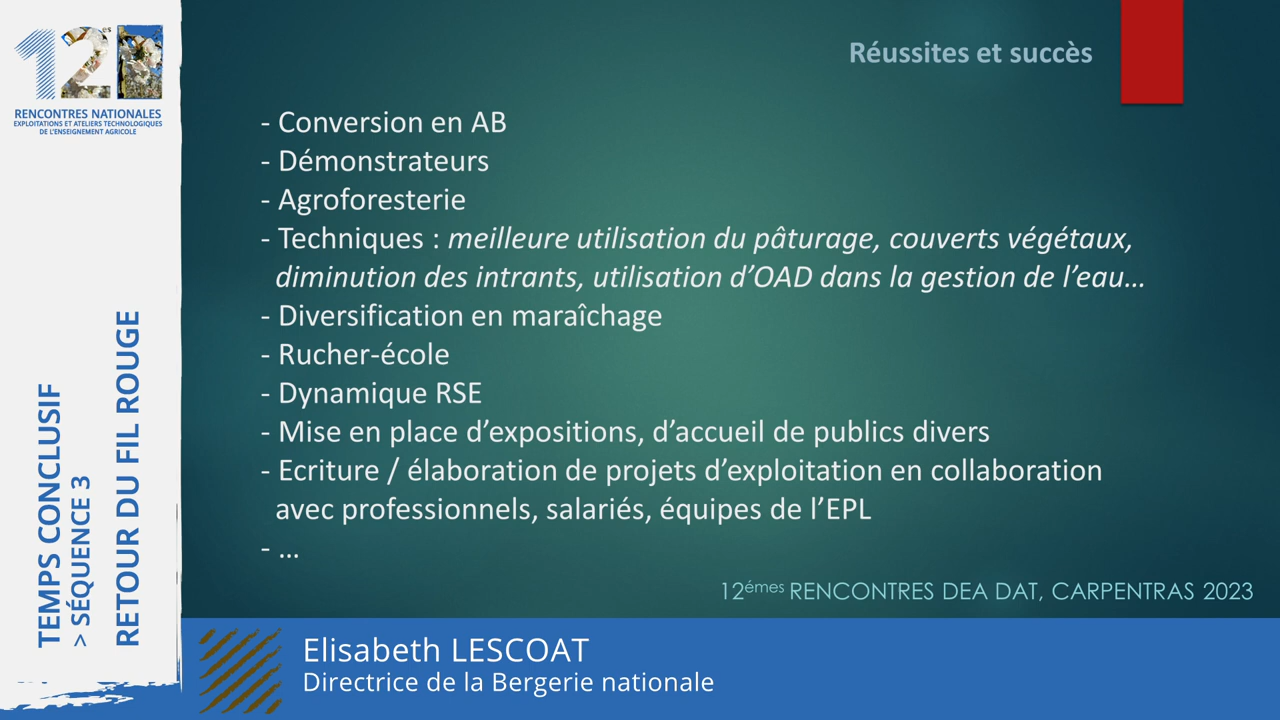 12es
RENCONTRES NATIONALES
EXPLOITATIONS ET ATELIERS TECHNOLOGIQUES
DE L'ENSEIGNEMENT AGRICOLE
TEMPS CONCLUSIF
> SÉQUENCE 3
RETOUR DU FIL ROUGE
Réussites et succès
- Conversion en AB
- Démonstrateurs
- Agroforesterie
- Techniques : meilleure utilisation du pâturage, couverts végétaux,
diminution des intrants, utilisation d’OAD dans la gestion de l’eau…
- Diversification en maraîchage
- Rucher-école
- Dynamique RSE
- Mise en place d’expositions, d’accueil de publics divers
- Ecriture / élaboration de projets d’exploitation en collaboration
avec professionnels, salariés, équipes de l’EPL
- …
12émes RENCONTRES DEA DAT, CARPENTRAS 2023
Elisabeth LESCOAT
Directrice de la Bergerie nationale